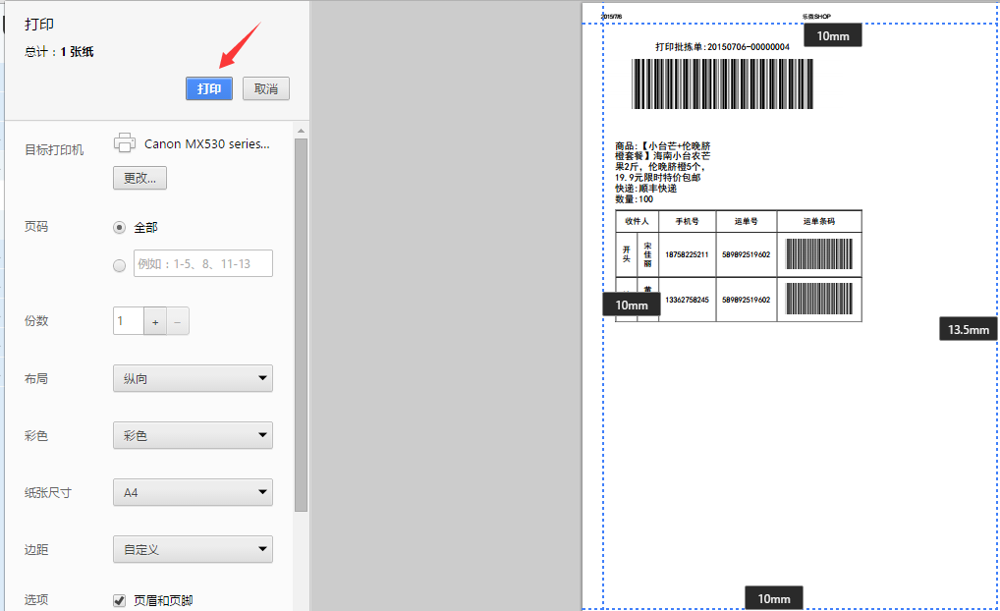 打印
总计：1 张纸
打印
取消
目标打印机
Canon MX530 series...
更改...
页码
全部
例如：1-5、8、11-13
份数
1
+
−
布局
纵向
彩色
彩色
纸张尺寸
A4
边距
自定义
选项
页眉和页脚
2015/7/6
乐微SHOP
10mm
打印批拣单:20150706-00000004
商品:【小台芒+伦晚脐
橙套餐】海南小台农芒
果2斤，伦晚脐橙5个，
19.9元限时特价包邮
快递:顺丰快递
数量:100
收件人
手机号
运单号
运单条码
开头
宋佳丽
18758225211
589892519602
黄
13362758245
589892519602
10mm
13.5mm
10mm